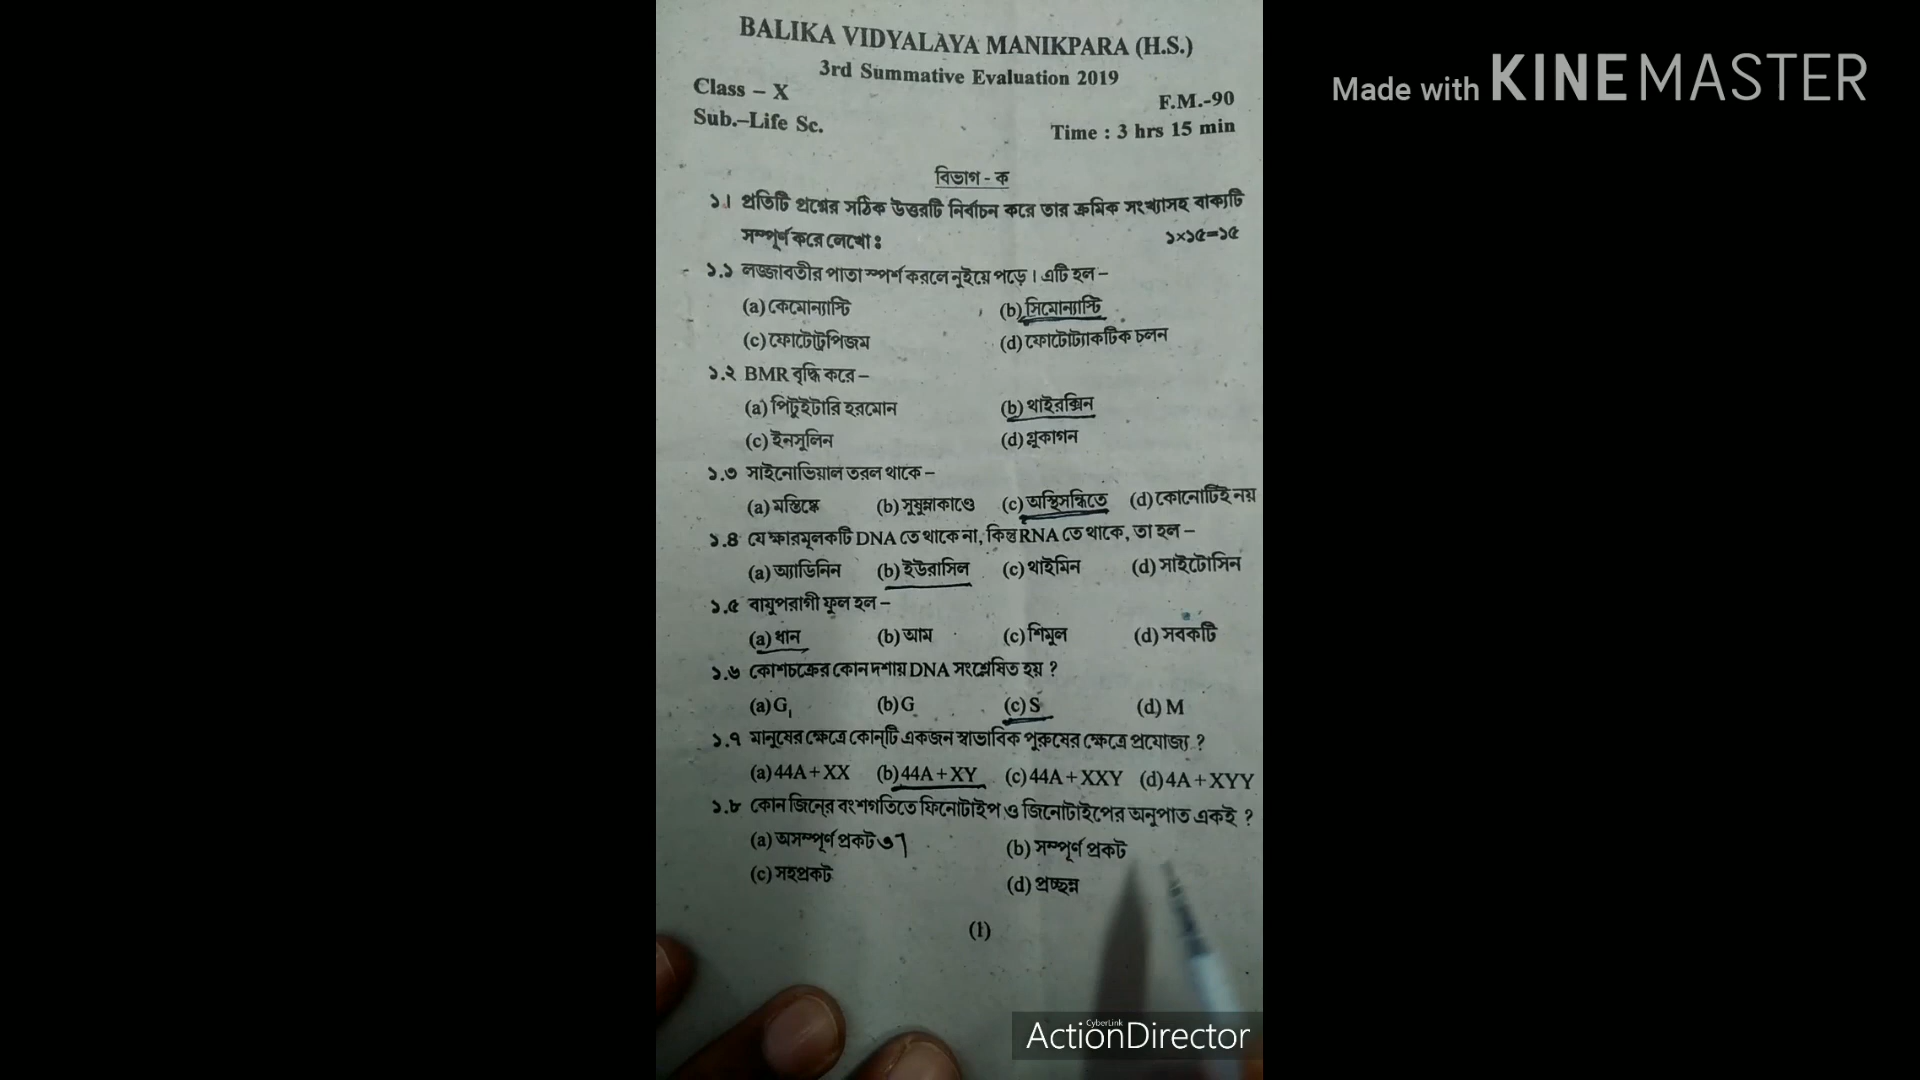 BALIKA VIDYALAYA MANIKPARA (H.S.)
3rd Summative Evaluation 2019
Class – X
F.M.-90
Sub.–Life Sc.
Time : 3 hrs 15 min
Made with KINEMASTER
বিভাগ - ক
১। প্রতিটি প্রশ্নের সঠিক উত্তরটি নির্বাচন করে তার ক্রমিক সংখ্যাসহ বাক্যটি
সম্পূর্ণ করে লেখো ঃ ১×১৫=১৫
১.১ লজ্জাবতীর পাতা স্পর্শ করলে নুইয়ে পড়ে। এটি হল –
(a) কেমোন্যাস্টি (b) সিমোন্যাস্টি
(c) ফোটোট্রপিজম (d) ফোটোট্যাকটিক চলন
১.২ BMR বৃদ্ধি করে –
(a) পিটুইটারি হরমোন (b) থাইরক্সিন
(c) ইনসুলিন (d) গ্লুকাগন
১.৩ সাইনোভিয়াল তরল থাকে –
(a) মস্তিষ্কে (b) সুষুম্নাকাণ্ডে (c) অস্থিসন্ধিতে (d) কোনোটিই নয়
১.৪ যে ক্ষারমূলকটি DNA তে থাকে না, কিন্তু RNA তে থাকে, তা হল –
(a) অ্যাডিনিন (b) ইউরাসিল (c) থাইমিন (d) সাইটোসিন
১.৫ বায়ুপরাগী ফুল হল –
(a) ধান (b) আম (c) শিমূল (d) সবকটি
১.৬ কোশচক্রের কোন দশায় DNA সংশ্লেষিত হয় ?
(a) G₁ (b) G (c) S (d) M
১.৭ মানুষের ক্ষেত্রে কোন্‌টি একজন স্বাভাবিক পুরুষের ক্ষেত্রে প্রযোজ্য ?
(a) 44A + XX (b) 44A + XY (c) 44A + XXY (d) 4A + XYY
১.৮ কোন জিনের বংশগতিতে ফিনোটাইপ ও জিনোটাইপের অনুপাত একই ?
(a) অসম্পূর্ণ প্রকট (b) সম্পূর্ণ প্রকট
(c) সহপ্রকট (d) প্রচ্ছন্ন
(1)
CyberLink
ActionDirector